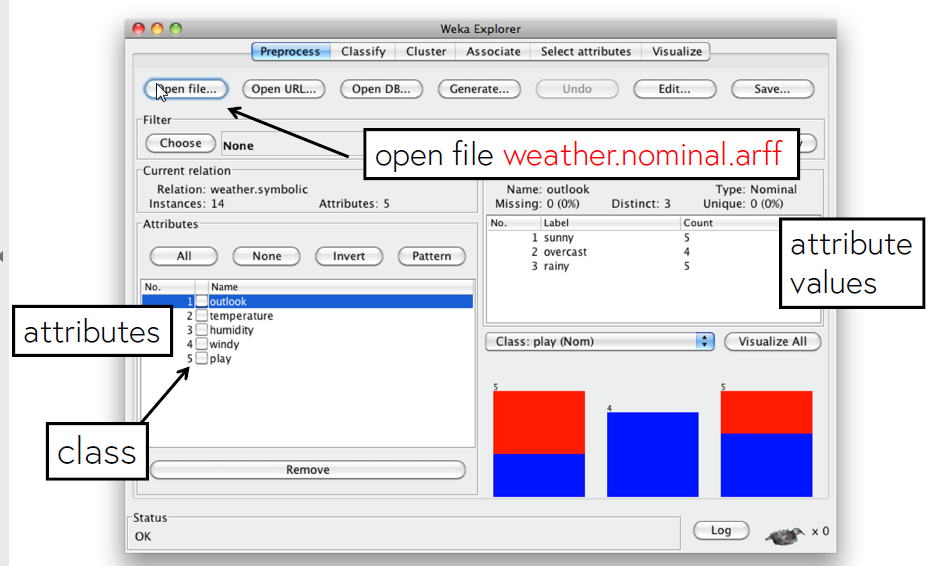 Weka Explorer
Preprocess Classify Cluster Associate Select attributes Visualize
Open file... Open URL... Open DB... Generate... Undo Edit... Save...
Filter
Choose None
open file weather.nominal.arff
Current relation
Relation: weather.symbolic
Instances: 14 Attributes: 5
Name: outlook Type: Nominal
Missing: 0 (0%) Distinct: 3 Unique: 0 (0%)
No. Label Count
1 sunny 5
2 overcast 4
3 rainy 5
attribute
values
Attributes
All None Invert Pattern
No. Name
1 outlook
2 temperature
3 humidity
4 windy
5 play
attributes
class
Remove
Class: play (Nom) Visualize All
5 4 5
Status
OK
Log x 0